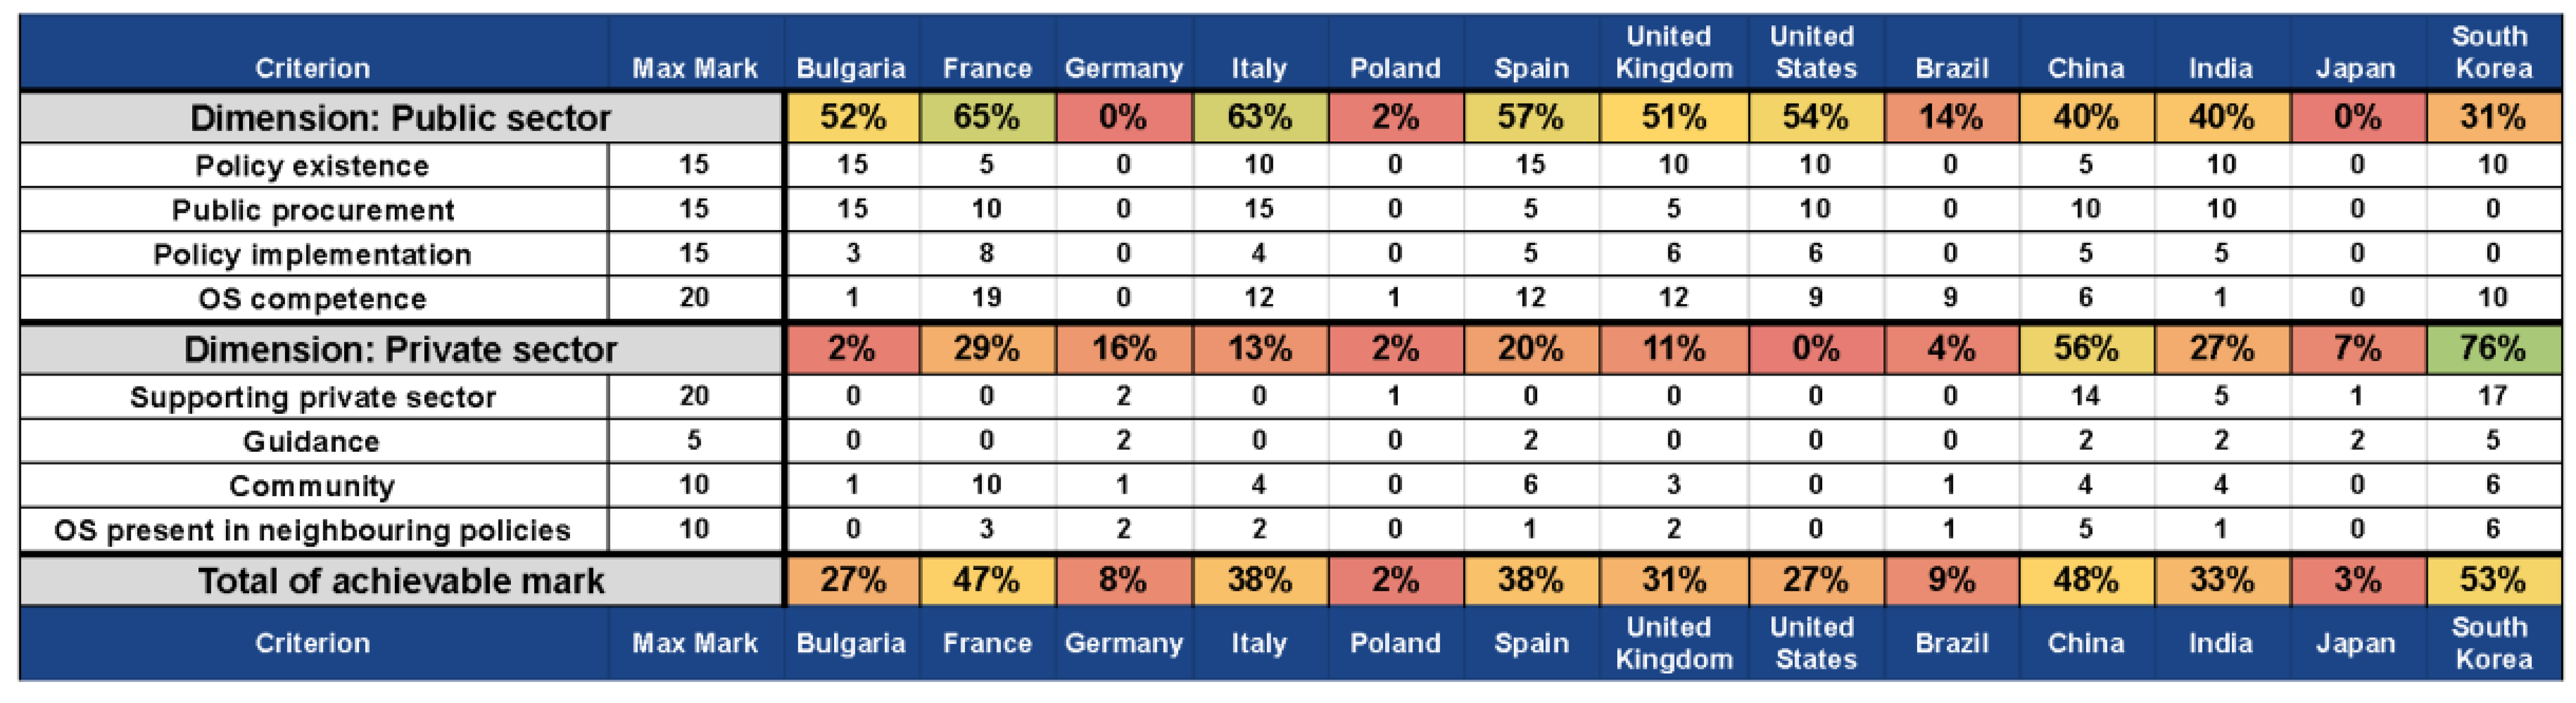 Criterion Max Mark Bulgaria France Germany Italy Poland Spain United Kingdom United States Brazil China India Japan South Korea
Dimension: Public sector 52% 65% 0% 63% 2% 57% 51% 54% 14% 40% 40% 0% 31%
Policy existence 15 15 5 0 10 0 15 10 10 0 5 10 0 10
Public procurement 15 15 10 0 15 0 5 5 10 0 10 10 0 0
Policy implementation 15 3 8 0 4 0 5 6 6 0 5 5 0 0
OS competence 20 1 19 0 12 1 12 12 9 9 6 1 0 10
Dimension: Private sector 2% 29% 16% 13% 2% 20% 11% 0% 4% 56% 27% 7% 76%
Supporting private sector 20 0 0 2 0 1 0 0 0 0 14 5 1 17
Guidance 5 0 0 2 0 0 2 0 0 0 2 2 2 5
Community 10 1 10 1 4 0 6 3 0 1 4 4 0 6
OS present in neighbouring policies 10 0 3 2 2 0 1 2 0 1 5 1 0 6
Total of achievable mark 27% 47% 8% 38% 2% 38% 31% 27% 9% 48% 33% 3% 53%
Criterion Max Mark Bulgaria France Germany Italy Poland Spain United Kingdom United States Brazil China India Japan South Korea